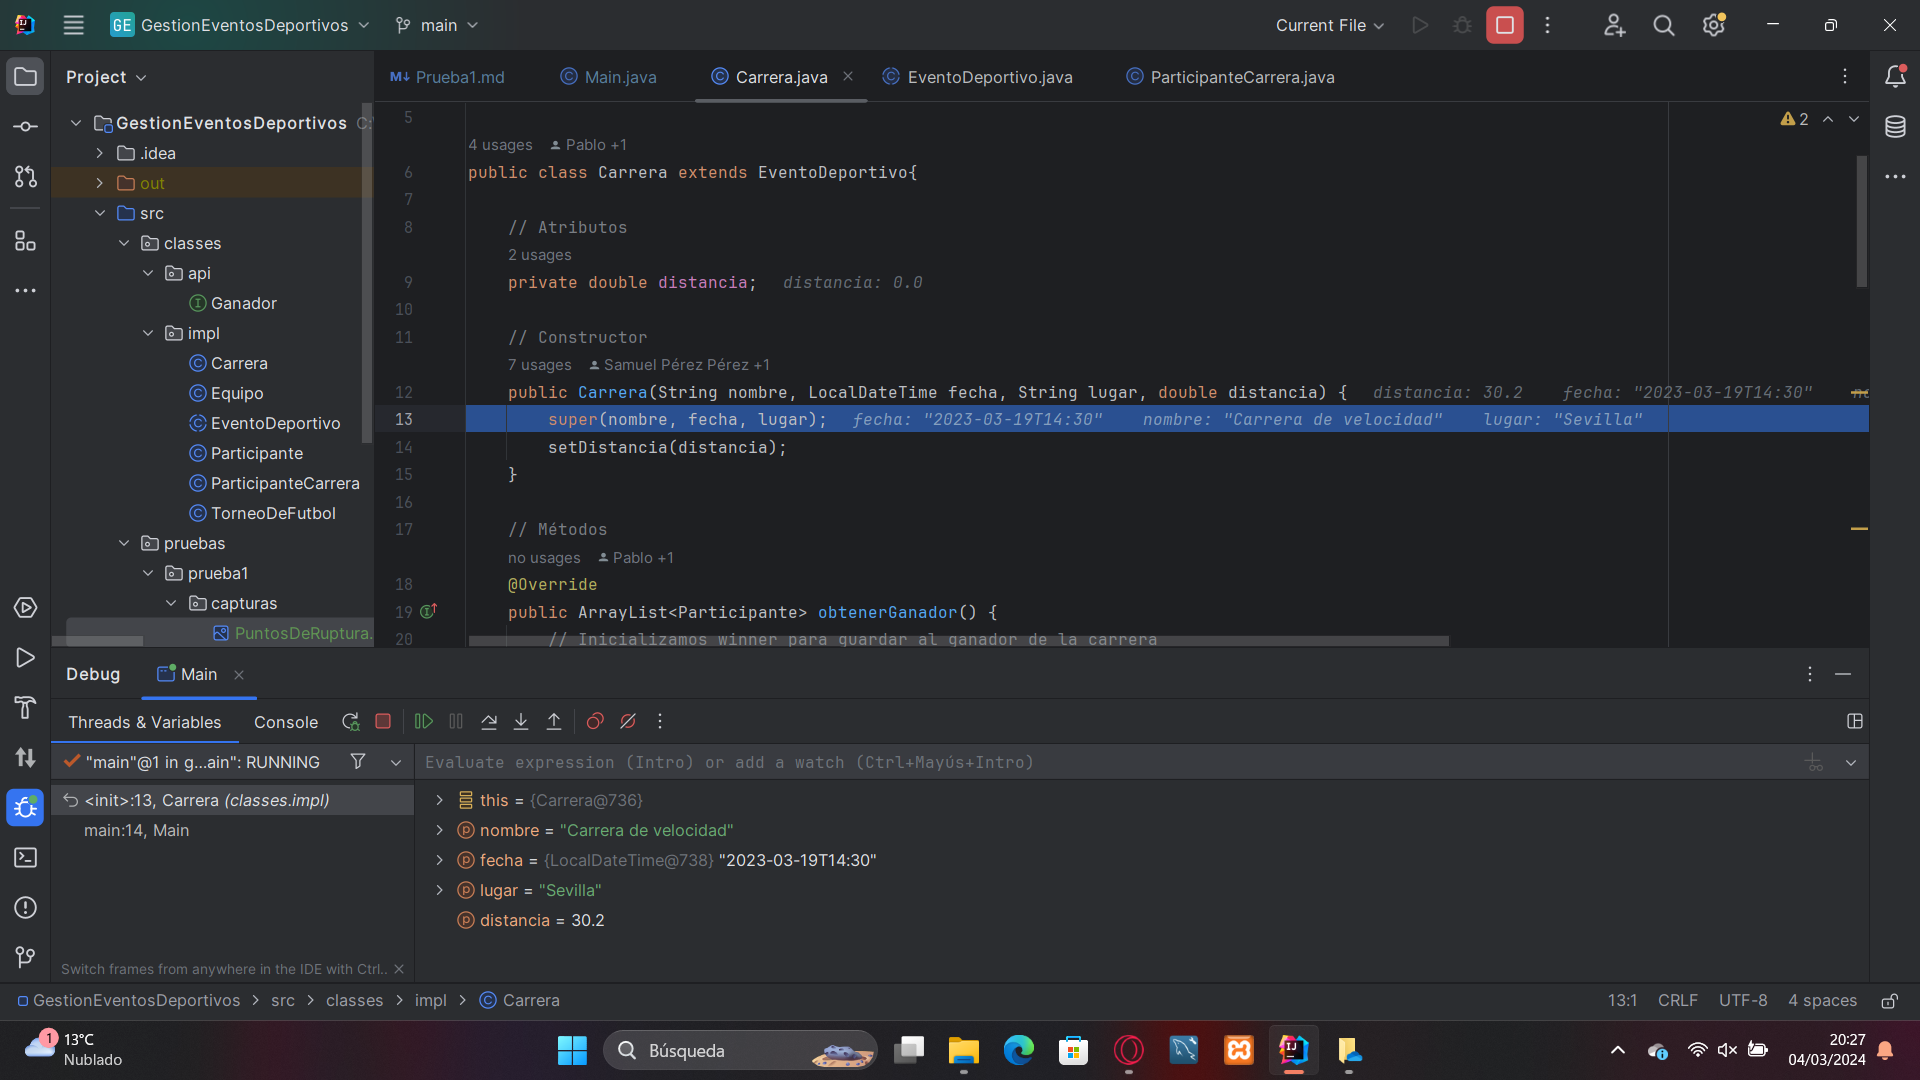 GE GestionEventosDeportivos main Current File
Project
Prueba1.md Main.java Carrera.java EventoDeportivo.java ParticipanteCarrera.java
GestionEventosDeportivos C:
.idea
out
src
classes
api
Ganador
impl
Carrera
Equipo
EventoDeportivo
Participante
ParticipanteCarrera
TorneoDeFutbol
pruebas
prueba1
capturas
PuntosDeRuptura.
2
5
4 usages Pablo +1
6 public class Carrera extends EventoDeportivo{
7
8 // Atributos
2 usages
9 private double distancia; distancia: 0.0
10
11 // Constructor
7 usages Samuel Pérez Pérez +1
12 public Carrera(String nombre, LocalDateTime fecha, String lugar, double distancia) { distancia: 30.2 fecha: "2023-03-19T14:30"
13 super(nombre, fecha, lugar); fecha: "2023-03-19T14:30" nombre: "Carrera de velocidad" lugar: "Sevilla"
14 setDistancia(distancia);
15 }
16
17 // Métodos
no usages Pablo +1
18 @Override
19 public ArrayList<Participante> obtenerGanador() {
20 // Inicializamos winner para guardar al ganador de la carrera
Debug Main
Threads & Variables Console
"main"@1 in g...ain": RUNNING
Evaluate expression (Intro) or add a watch (Ctrl+Mayús+Intro)
<init>:13, Carrera (classes.impl)
main:14, Main
this = {Carrera@736}
nombre = "Carrera de velocidad"
fecha = {LocalDateTime@738} "2023-03-19T14:30"
lugar = "Sevilla"
distancia = 30.2
Switch frames from anywhere in the IDE with Ctrl..
GestionEventosDeportivos > src > classes > impl > Carrera
13:1 CRLF UTF-8 4 spaces
1
13°C
Nublado
Búsqueda
20:27
04/03/2024